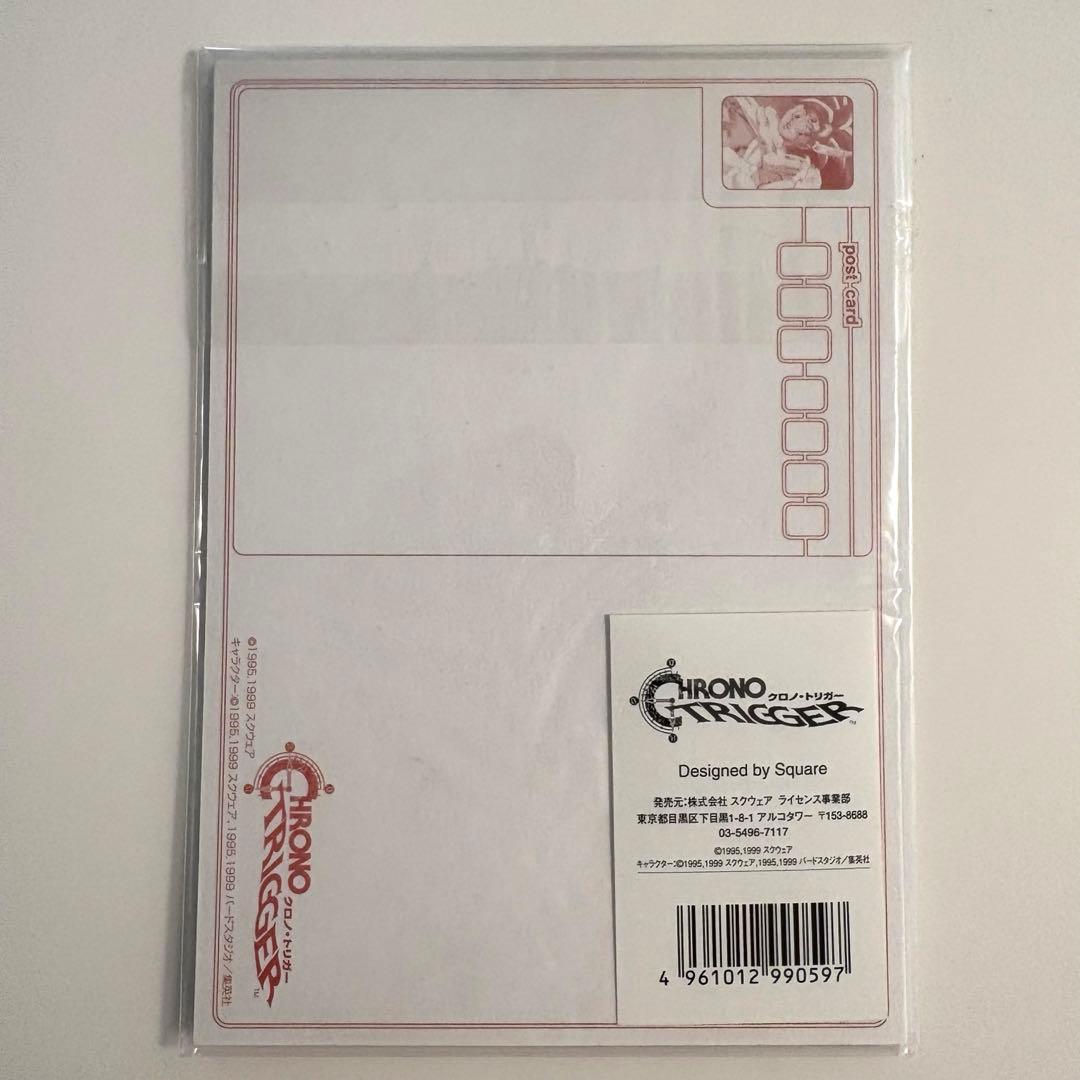 post card
©1995,1999 スクウェア
キャラクター:©1995,1999 スクウェア,1995,1999 バードスタジオ/集英社
CHRONO
クロノ・トリガー
TRIGGER™
CHRONO
クロノ・トリガー
TRIGGER™
Designed by Square
発売元:株式会社 スクウェア ライセンス事業部
東京都目黒区下目黒1-8-1 アルコタワー 〒153-8688
03-5496-7117
©1995,1999 スクウェア
キャラクター:©1995,1999 スクウェア,1995,1999 バードスタジオ/集英社
4 961012 990597